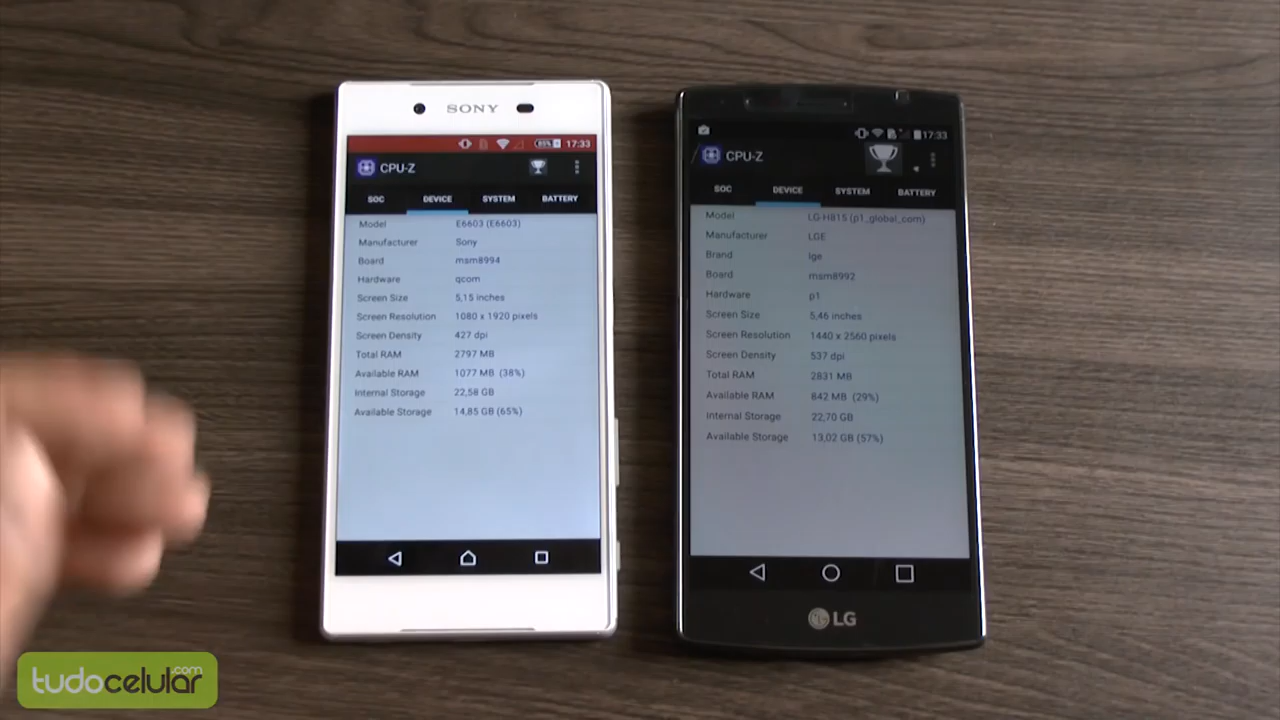 SONY
85% 17:33
CPU-Z
SOC DEVICE SYSTEM BATTERY
Model E6603 (E6603)
Manufacturer Sony
Board msm8994
Hardware qcom
Screen Size 5,15 inches
Screen Resolution 1080 x 1920 pixels
Screen Density 427 dpi
Total RAM 2797 MB
Available RAM 1077 MB (38%)
Internal Storage 22,58 GB
Available Storage 14,85 GB (65%)
17:33
CPU-Z
SOC DEVICE SYSTEM BATTERY
Model LG-H815 (p1_global_com)
Manufacturer LGE
Brand lge
Board msm8992
Hardware p1
Screen Size 5,46 inches
Screen Resolution 1440 x 2560 pixels
Screen Density 537 dpi
Total RAM 2831 MB
Available RAM 842 MB (29%)
Internal Storage 22,70 GB
Available Storage 13,02 GB (57%)
LG
tudocelular.com